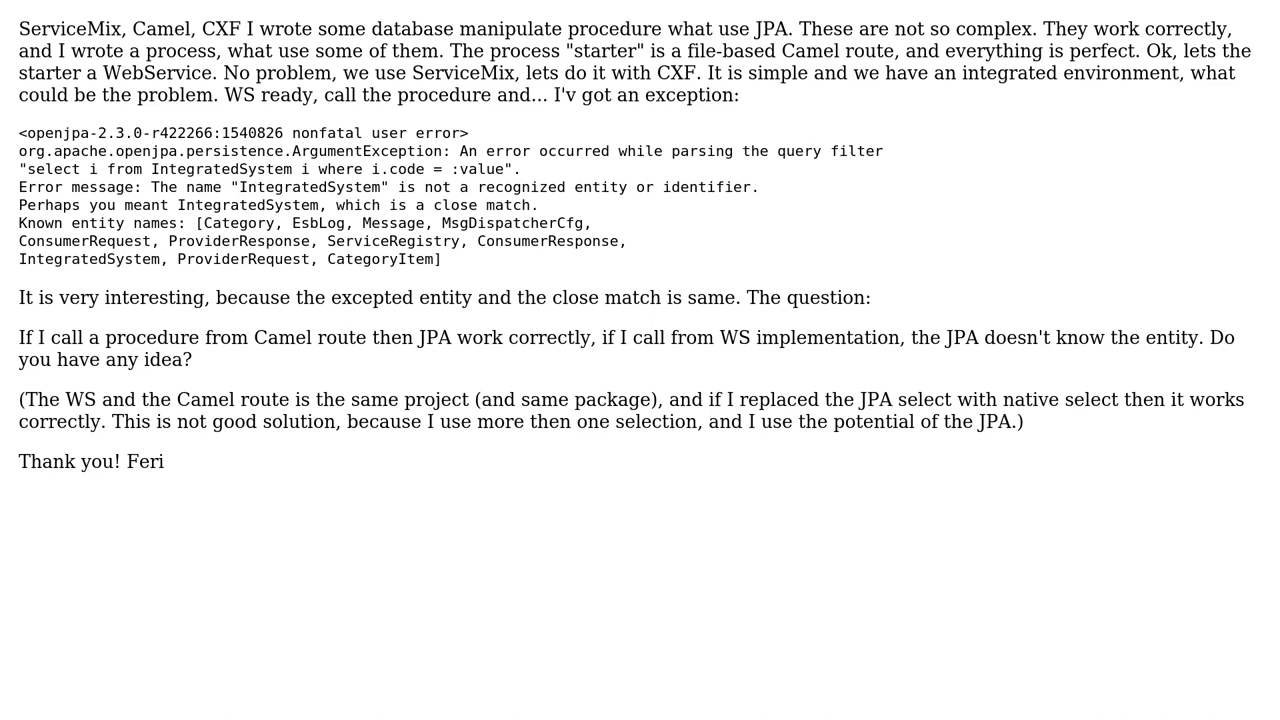 ServiceMix, Camel, CXF I wrote some database manipulate procedure what use JPA. These are not so complex. They work correctly,
and I wrote a process, what use some of them. The process "starter" is a file-based Camel route, and everything is perfect. Ok, lets the
starter a WebService. No problem, we use ServiceMix, lets do it with CXF. It is simple and we have an integrated environment, what
could be the problem. WS ready, call the procedure and... I'v got an exception:
<openjpa-2.3.0-r422266:1540826 nonfatal user error>
org.apache.openjpa.persistence.ArgumentException: An error occurred while parsing the query filter
"select i from IntegratedSystem i where i.code = :value".
Error message: The name "IntegratedSystem" is not a recognized entity or identifier.
Perhaps you meant IntegratedSystem, which is a close match.
Known entity names: [Category, EsbLog, Message, MsgDispatcherCfg,
ConsumerRequest, ProviderResponse, ServiceRegistry, ConsumerResponse,
IntegratedSystem, ProviderRequest, CategoryItem]
It is very interesting, because the excepted entity and the close match is same. The question:
If I call a procedure from Camel route then JPA work correctly, if I call from WS implementation, the JPA doesn't know the entity. Do
you have any idea?
(The WS and the Camel route is the same project (and same package), and if I replaced the JPA select with native select then it works
correctly. This is not good solution, because I use more then one selection, and I use the potential of the JPA.)
Thank you! Feri